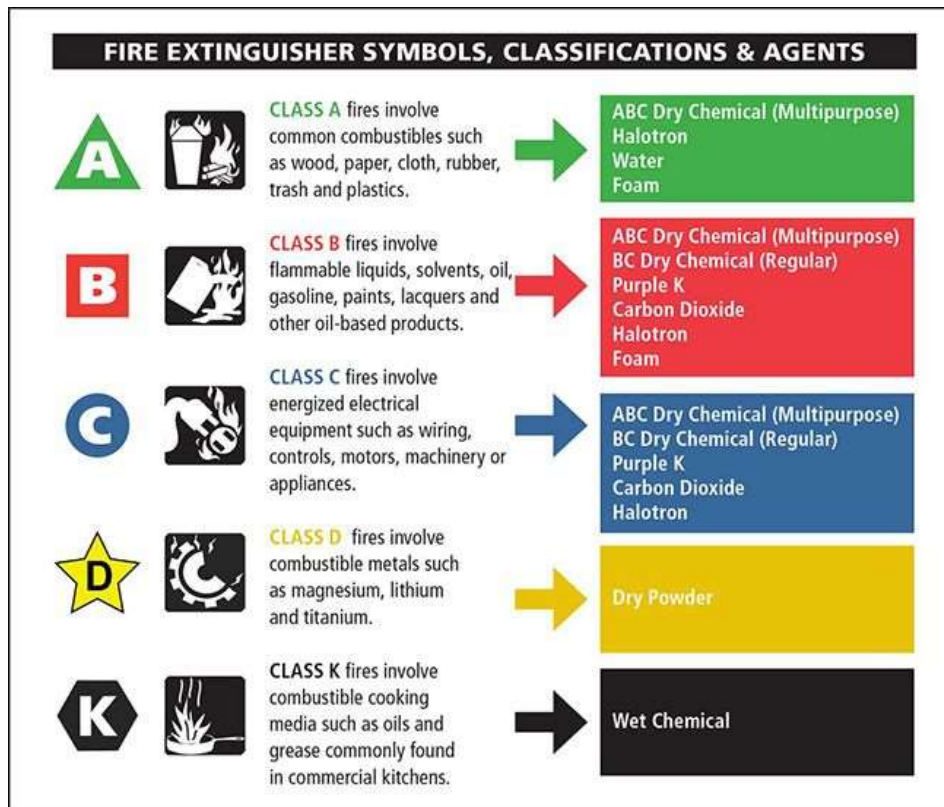 FIRE EXTINGUISHER SYMBOLS, CLASSIFICATIONS & AGENTS
A
CLASS A fires involve
common combustibles such
as wood, paper, cloth, rubber,
trash and plastics.
ABC Dry Chemical (Multipurpose)
Halotron
Water
Foam
B
CLASS B fires involve
flammable liquids, solvents, oil,
gasoline, paints, lacquers and
other oil-based products.
ABC Dry Chemical (Multipurpose)
BC Dry Chemical (Regular)
Purple K
Carbon Dioxide
Halotron
Foam
C
CLASS C fires involve
energized electrical
equipment such as wiring,
controls, motors, machinery or
appliances.
ABC Dry Chemical (Multipurpose)
BC Dry Chemical (Regular)
Purple K
Carbon Dioxide
Halotron
D
CLASS D fires involve
combustible metals such
as magnesium, lithium
and titanium.
Dry Powder
K
CLASS K fires involve
combustible cooking
media such as oils and
grease commonly found
in commercial kitchens.
Wet Chemical